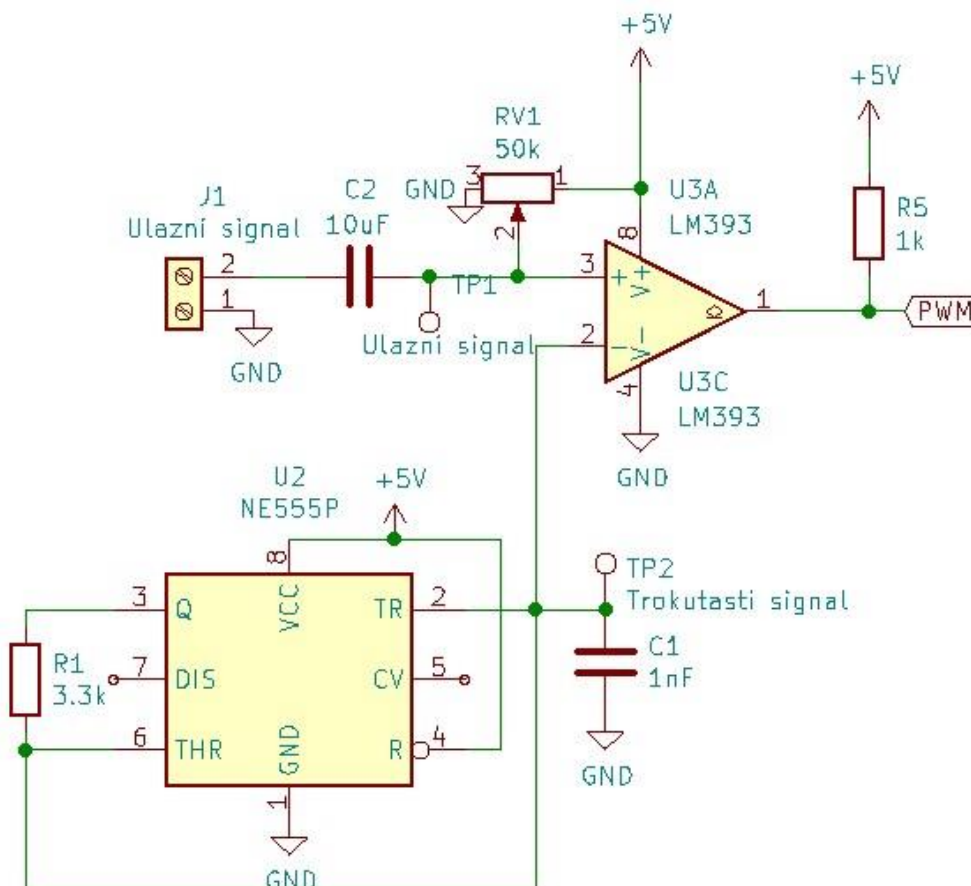 +5V
+5V
RV1
50k
GND
3
1
2
J1
Ulazni signal
C2
10uF
U3A
LM393
8
R5
1k
2
1
GND
TP1
Ulazni signal
3
+
V+
2
-
V-
1
PWM
4
U3C
LM393
GND
U2
NE555P
+5V
8
3
Q
VCC
TR
2
TP2
Trokutasti signal
R1
3.3k
7
DIS
CV
5
C1
1nF
6
THR
GND
R
4
1
GND
GND